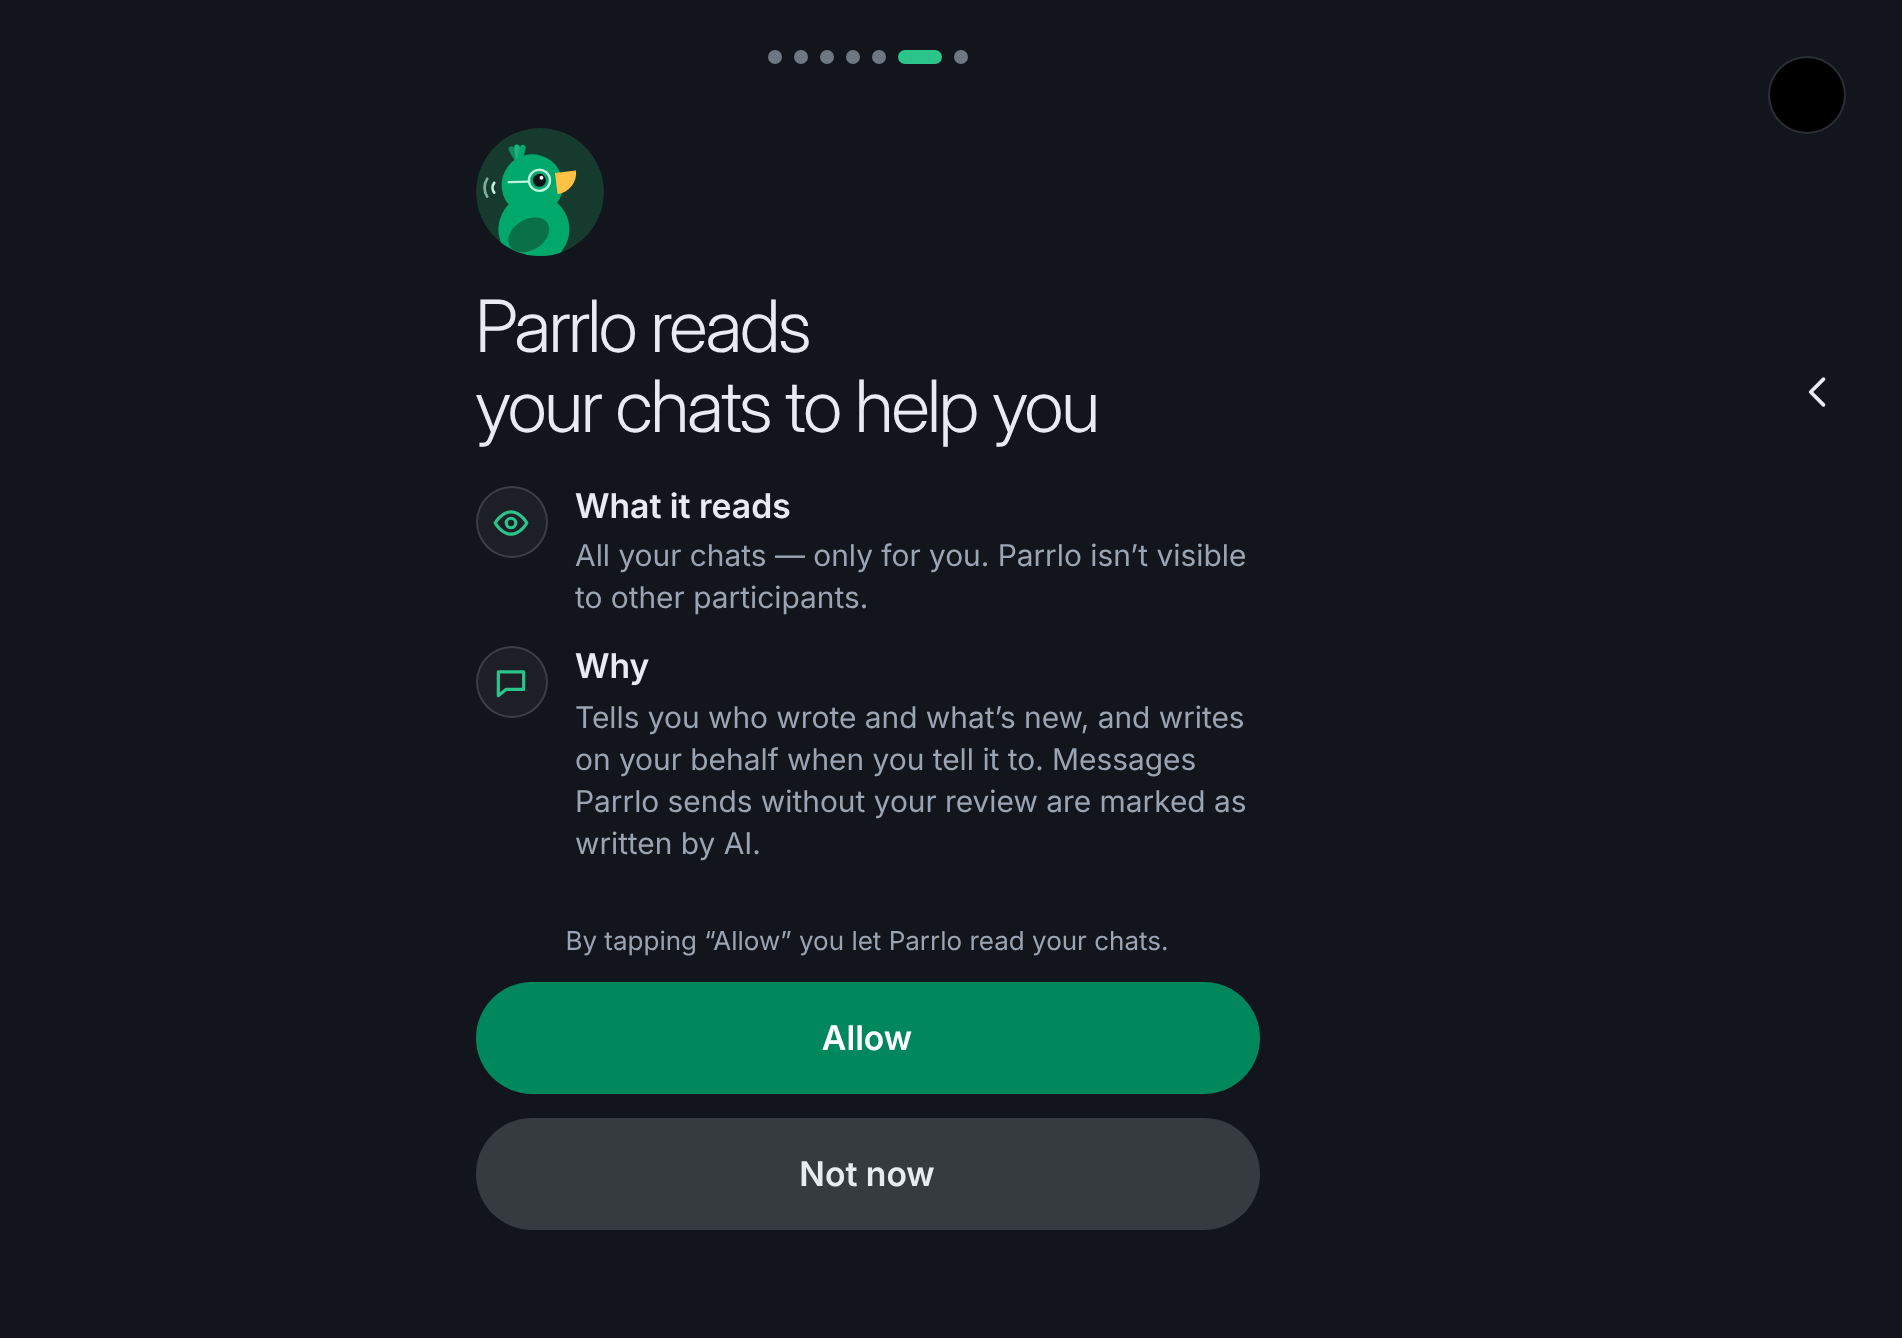 Parrlo reads
your chats to help you
What it reads
All your chats — only for you. Parrlo isn’t visible
to other participants.
Why
Tells you who wrote and what’s new, and writes
on your behalf when you tell it to. Messages
Parrlo sends without your review are marked as
written by AI.
By tapping “Allow” you let Parrlo read your chats.
Allow
Not now